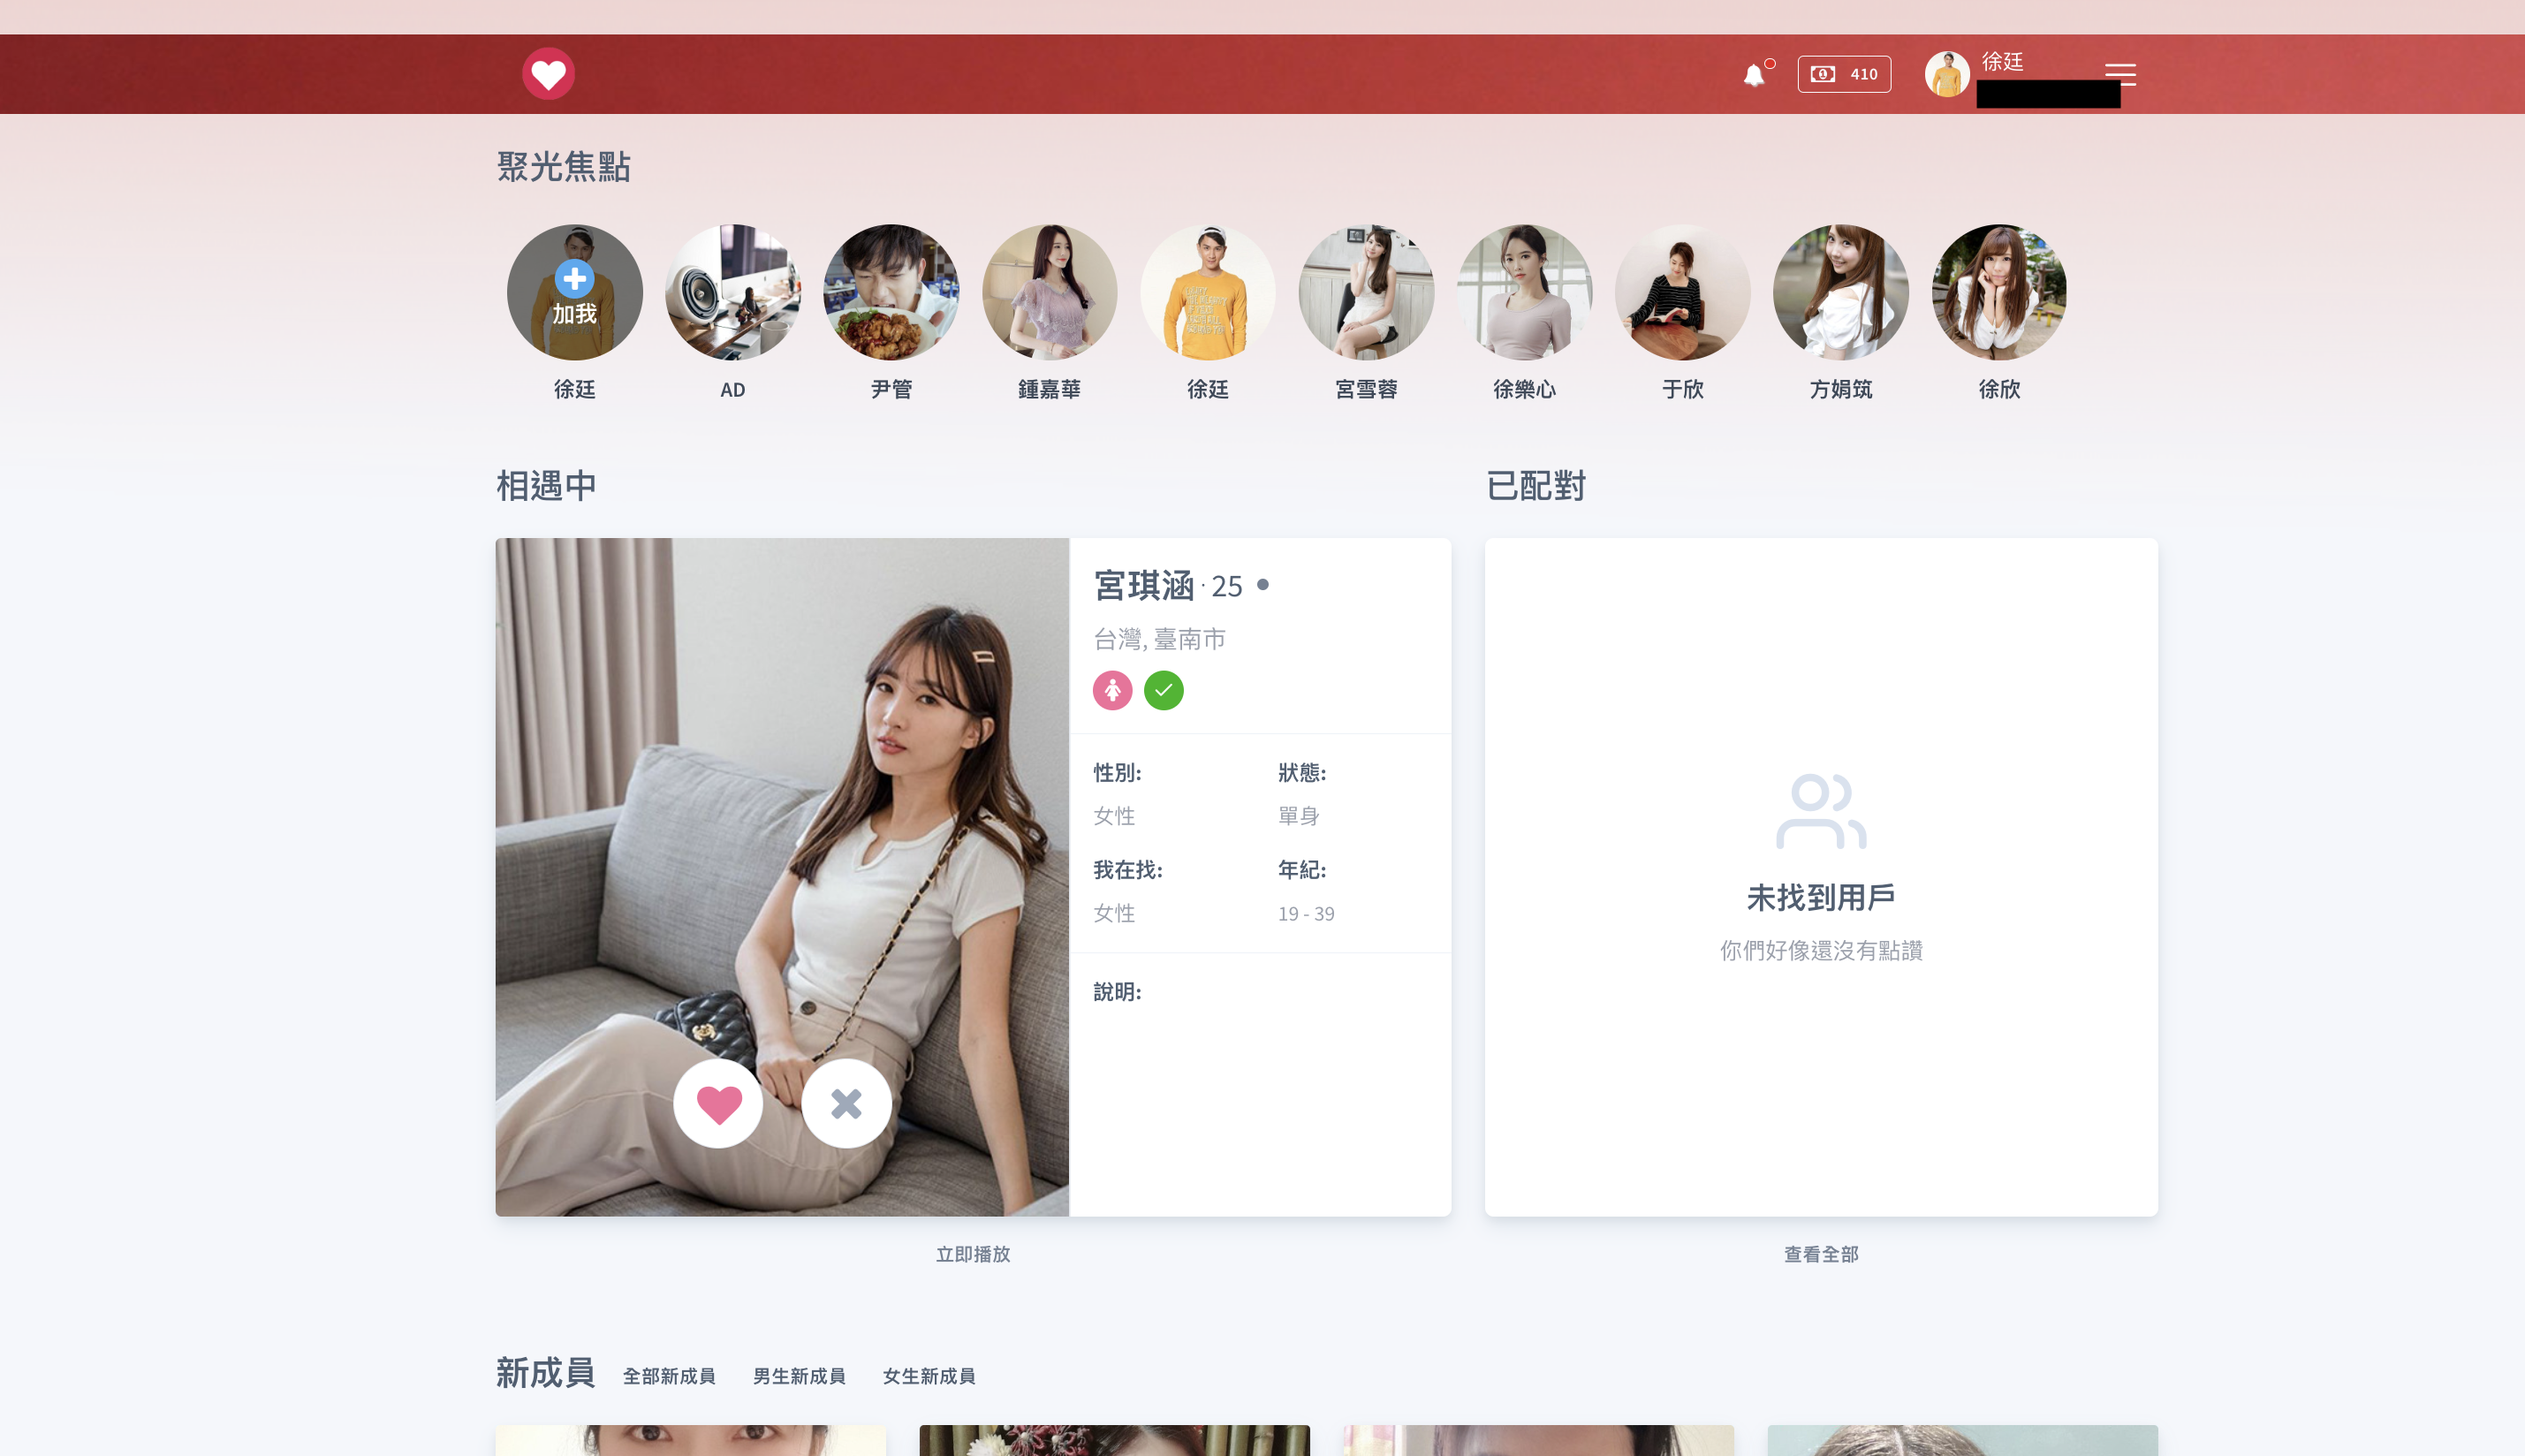 410
徐廷
聚光焦點
加我
徐廷
AD
尹管
鍾嘉華
徐廷
宮雪蓉
徐樂心
于欣
方娟筑
徐欣
相遇中
已配對
宮琪涵 · 25
台灣, 臺南市
性別:
狀態:
女性
單身
我在找:
年紀:
女性
19 - 39
說明:
未找到用戶
你們好像還沒有點讚
立即播放
查看全部
新成員 全部新成員 男生新成員 女生新成員